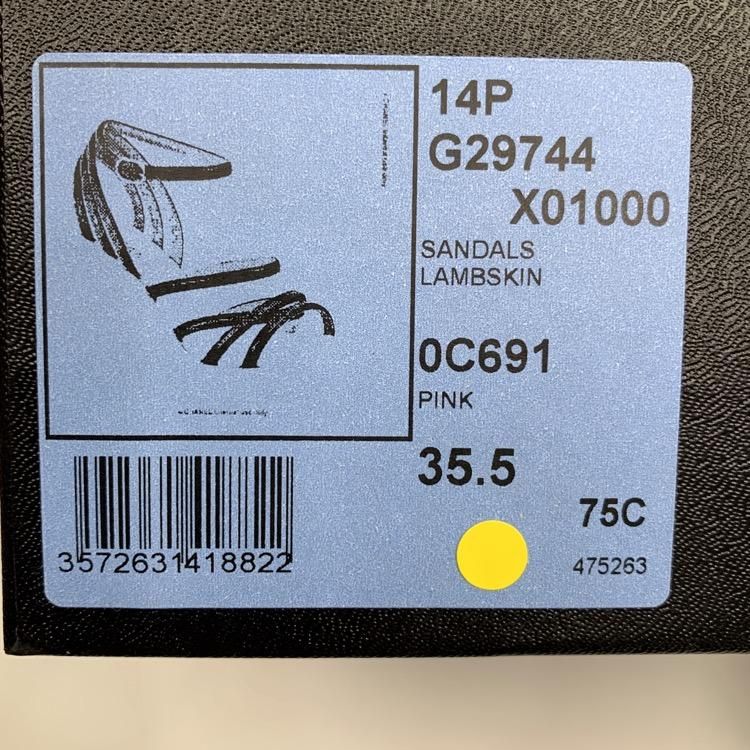 14P
G29744
X01000
SANDALS
LAMBSKIN
0C691
PINK
35.5
75C
3572631418822
475263